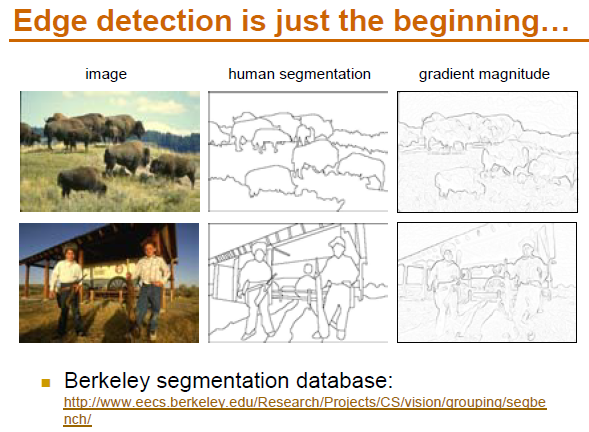 Edge detection is just the beginning…
image human segmentation gradient magnitude
Berkeley segmentation database:
http://www.eecs.berkeley.edu/Research/Projects/CS/vision/grouping/segbe
nch/